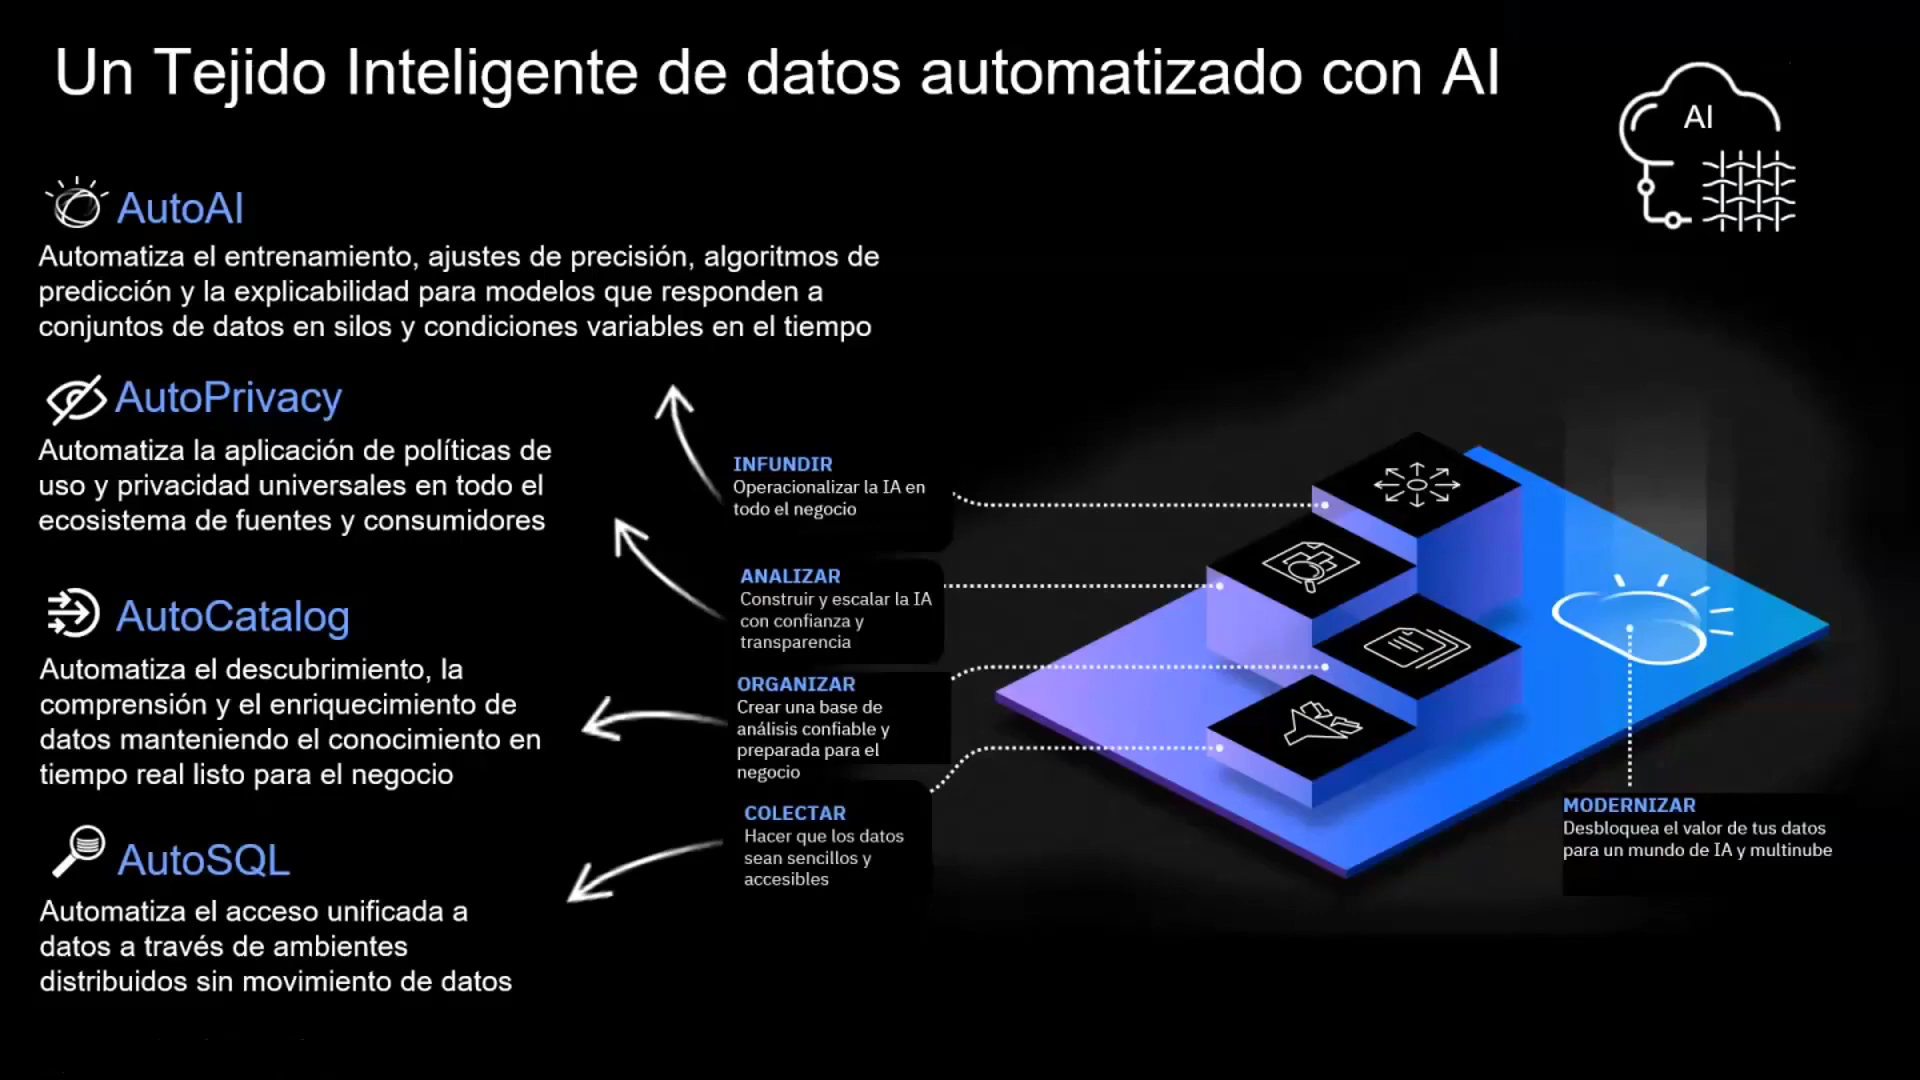 Un Tejido Inteligente de datos automatizado con AI
AI
AutoAI
Automatiza el entrenamiento, ajustes de precisión, algoritmos de
predicción y la explicabilidad para modelos que responden a
conjuntos de datos en silos y condiciones variables en el tiempo
AutoPrivacy
Automatiza la aplicación de políticas de
uso y privacidad universales en todo el
ecosistema de fuentes y consumidores
AutoCatalog
Automatiza el descubrimiento, la
comprensión y el enriquecimiento de
datos manteniendo el conocimiento en
tiempo real listo para el negocio
AutoSQL
Automatiza el acceso unificada a
datos a través de ambientes
distribuidos sin movimiento de datos
INFUNDIR
Operacionalizar la IA en
todo el negocio
ANALIZAR
Construir y escalar la IA
con confianza y
transparencia
ORGANIZAR
Crear una base de
análisis confiable y
preparada para el
negocio
COLECTAR
Hacer que los datos
sean sencillos y
accesibles
MODERNIZAR
Desbloquea el valor de tus datos
para un mundo de IA y multinube